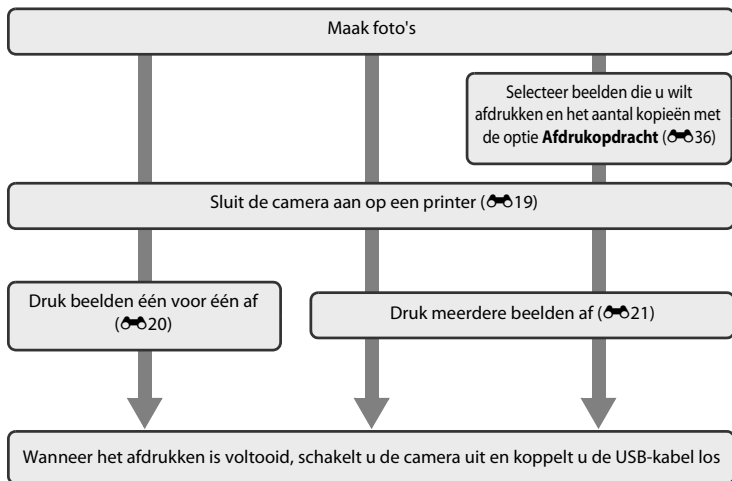 Maak foto's
Selecteer beelden die u wilt
afdrukken en het aantal kopieën met
de optie Afdrukopdracht (36)
Sluit de camera aan op een printer (19)
Druk beelden één voor één af
(20)
Druk meerdere beelden af (21)
Wanneer het afdrukken is voltooid, schakelt u de camera uit en koppelt u de USB-kabel los